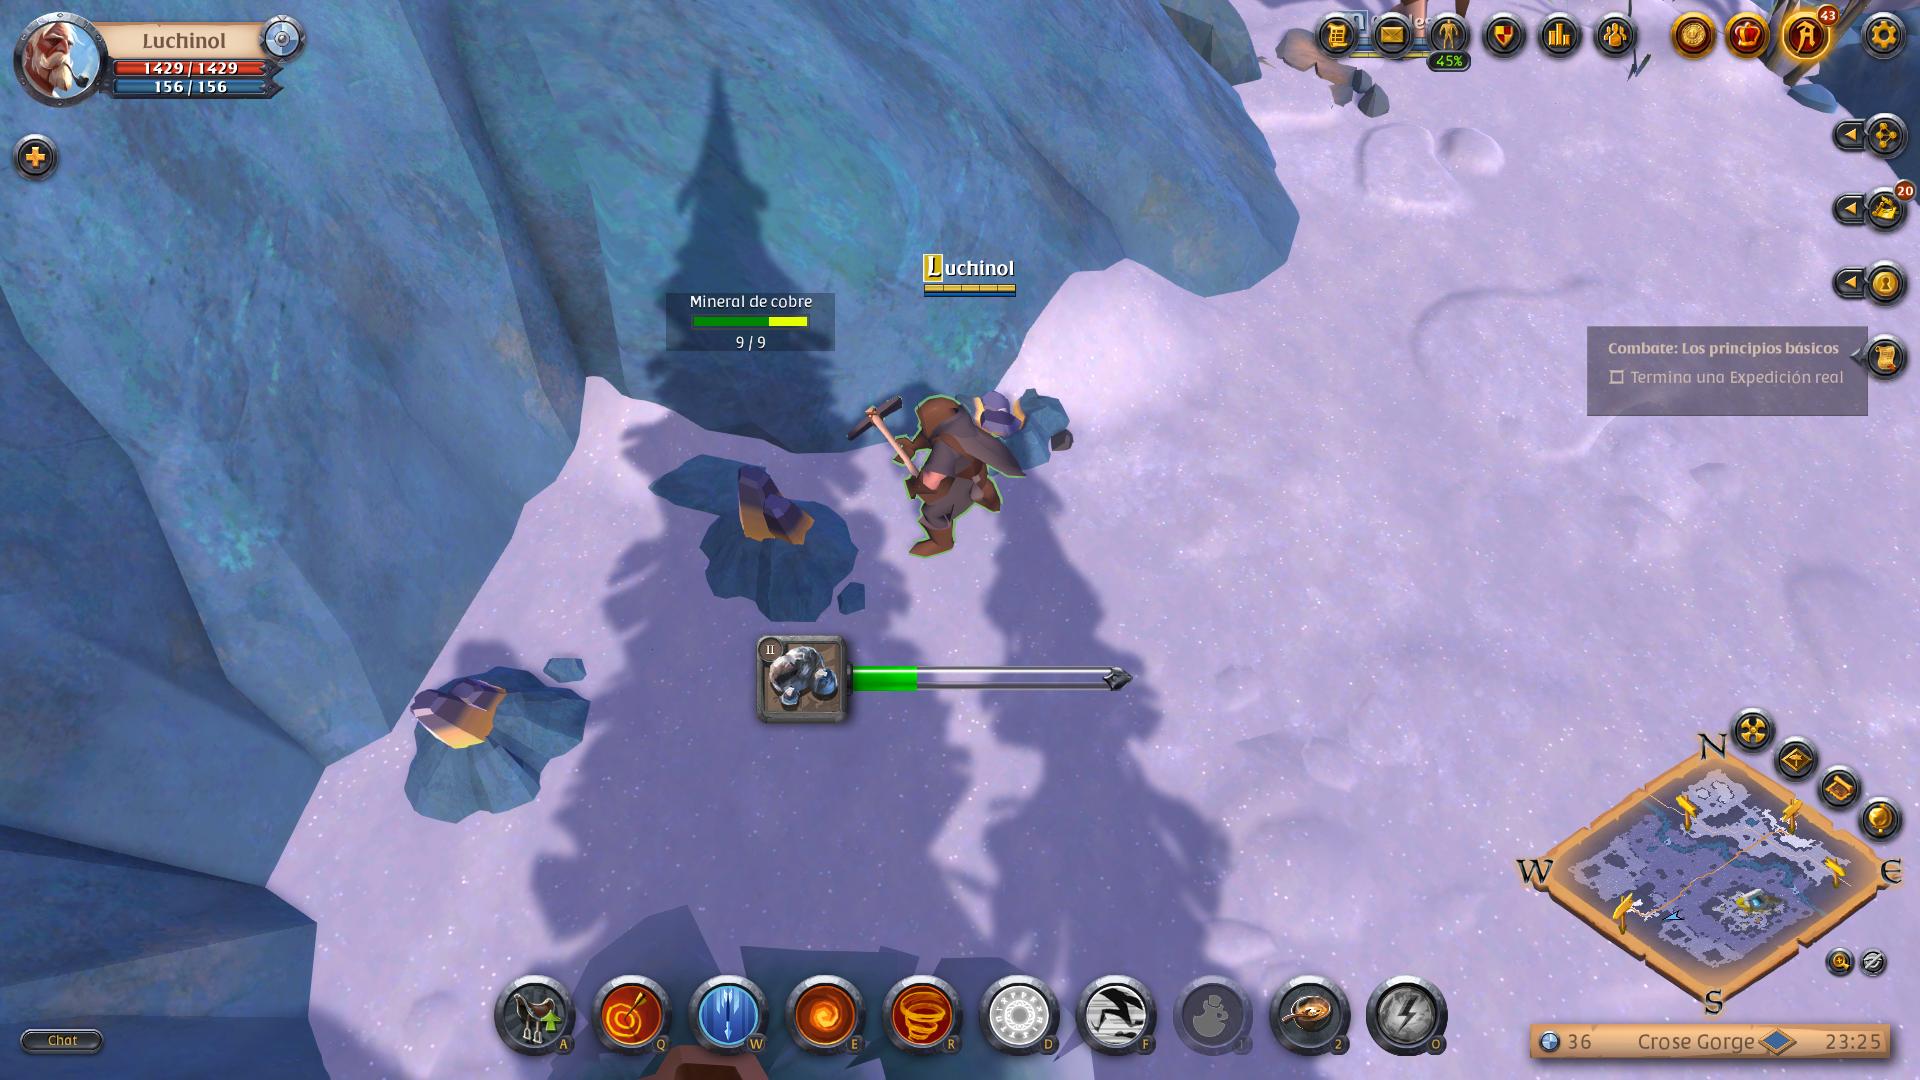 Luchinol
1429 / 1429
156 / 156
45%
43
20
Luchinol
Mineral de cobre
9 / 9
Combate: Los principios básicos
Termina una Expedición real
II
N
W
E
S
A
Q
W
E
R
D
F
1
2
O
Chat
36
Crose Gorge
23:25